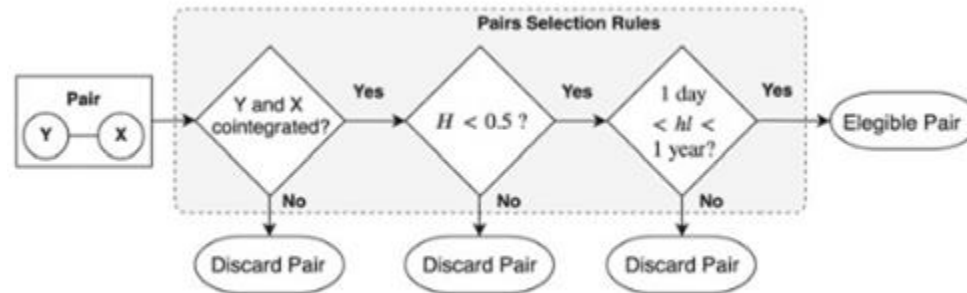 Pairs Selection Rules
Pair
Y
X
Y and X
cointegrated?
Yes
H < 0.5 ?
Yes
1 day
< hl <
1 year?
Yes
Elegible Pair
No
No
No
Discard Pair
Discard Pair
Discard Pair